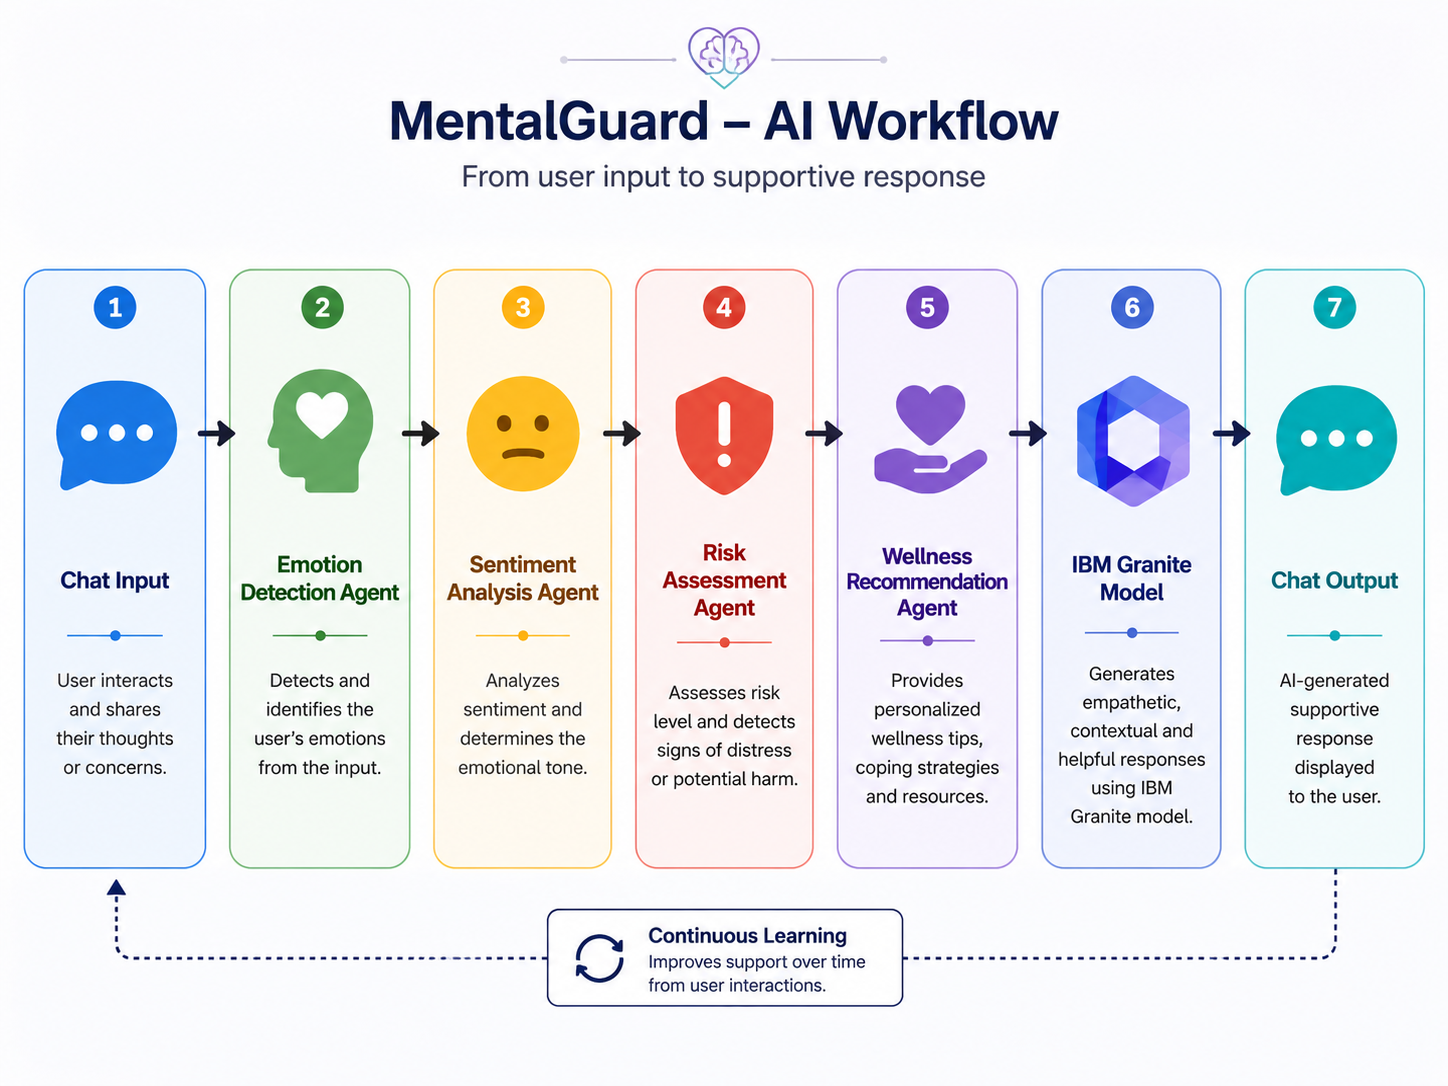 MentalGuard – AI Workflow
From user input to supportive response
1
Chat Input
User interacts
and shares
their thoughts
or concerns.
2
Emotion
Detection Agent
Detects and
identifies the
user's emotions
from the input.
3
Sentiment
Analysis Agent
Analyzes
sentiment and
determines the
emotional tone.
4
Risk
Assessment
Agent
Assesses risk
level and detects
signs of distress
or potential harm.
5
Wellness
Recommendation
Agent
Provides
personalized
wellness tips,
coping strategies
and resources.
6
IBM Granite
Model
Generates
empathetic,
contextual and
helpful responses
using IBM
Granite model.
7
Chat Output
AI-generated
supportive
response
displayed
to the user.
Continuous Learning
Improves support over time
from user interactions.